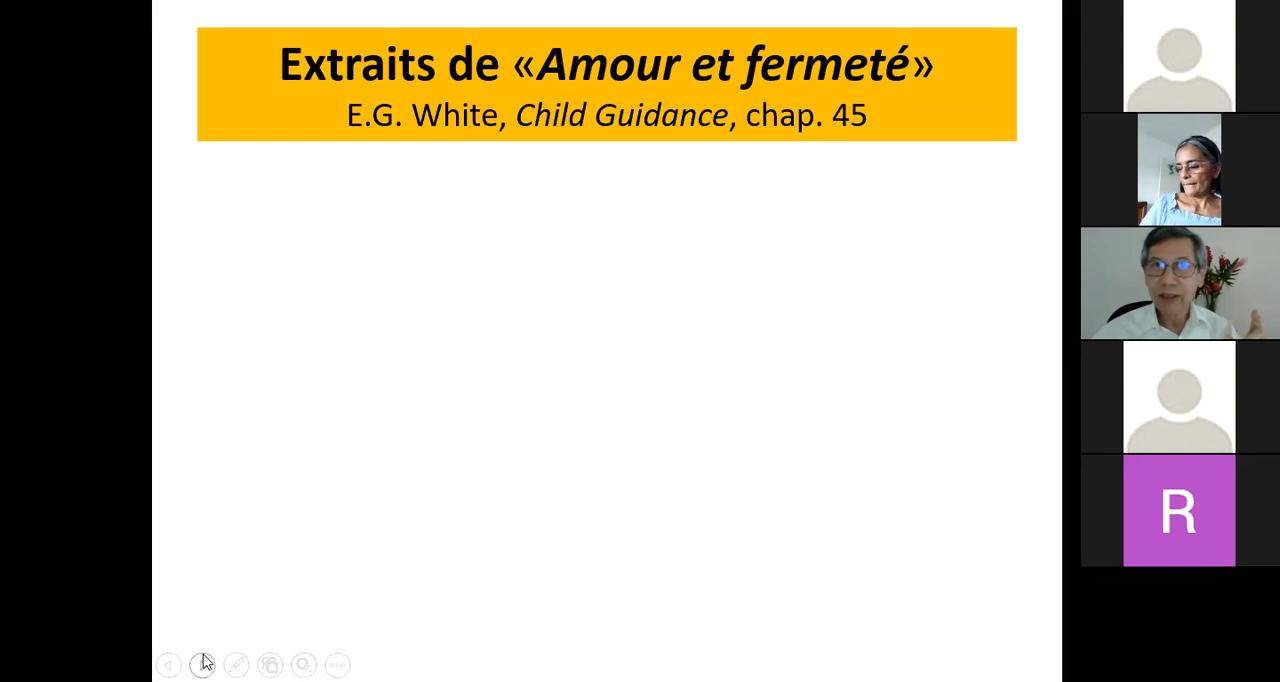 Extraits de «Amour et fermeté»
E.G. White, Child Guidance, chap. 45
R